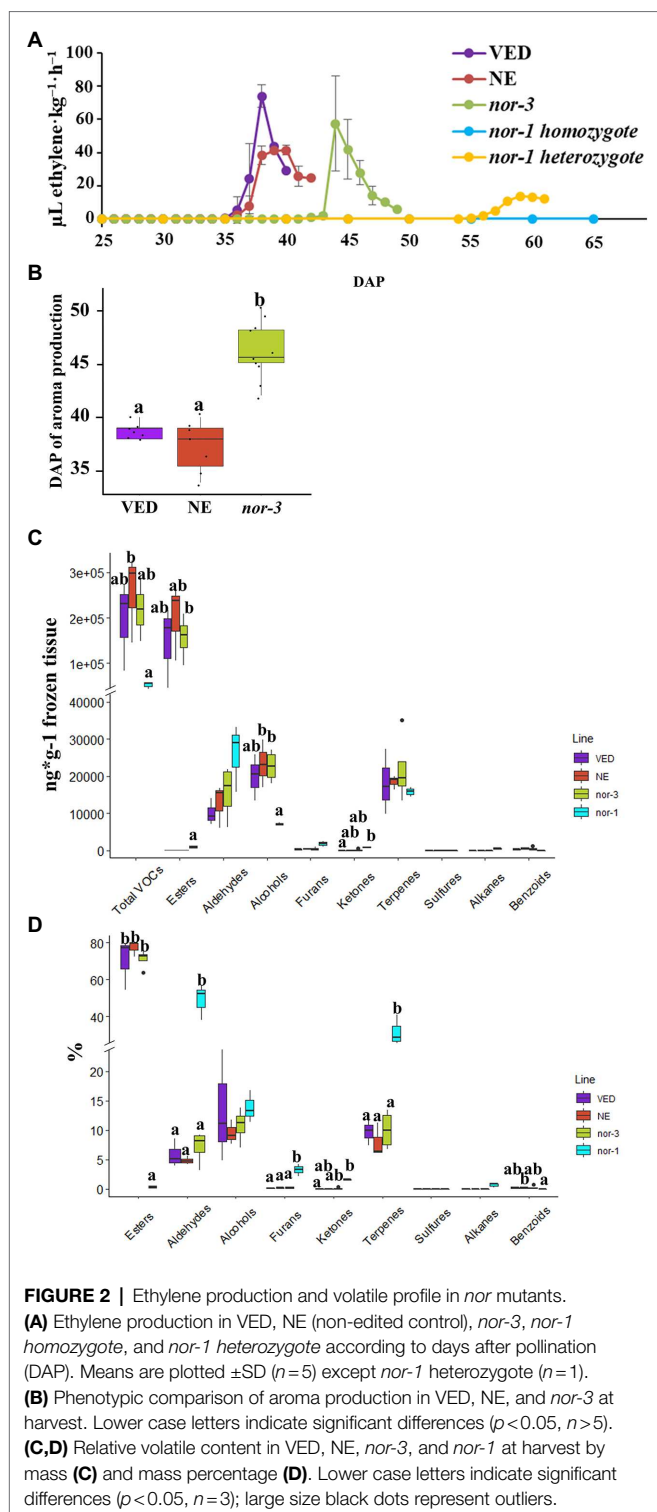 A
VED
NE
nor-3
nor-1 homozygote
nor-1 heterozygote
µL ethylene·kg⁻¹·h⁻¹
100
80
60
40
20
0
25 30 35 40 45 50 55 60 65
DAP
B
DAP of aroma production
50
45
40
35
a a b
VED NE nor-3
C
ng*g-1 frozen tissue
3e+05
2e+05
1e+05
40000
30000
20000
10000
0
ab b ab a
ab ab b a
ab b b a
a ab ab b
Total VOCs
Esters
Aldehydes
Alcohols
Furans
Ketones
Terpenes
Sulfures
Alkanes
Benzoids
Line
VED
NE
nor-3
nor-1
D
%
80
60
40
20
15
10
5
0
b b b a
a a a b
a a a b
ab ab ab b
a a a b
ab b ab a
Esters
Aldehydes
Alcohols
Furans
Ketones
Terpenes
Sulfures
Alkanes
Benzoids
Line
VED
NE
nor-3
nor-1
FIGURE 2 | Ethylene production and volatile profile in nor mutants.
(A) Ethylene production in VED, NE (non-edited control), nor-3, nor-1
homozygote, and nor-1 heterozygote according to days after pollination
(DAP). Means are plotted ±SD (n=5) except nor-1 heterozygote (n=1).
(B) Phenotypic comparison of aroma production in VED, NE, and nor-3 at
harvest. Lower case letters indicate significant differences (p<0.05, n>5).
(C,D) Relative volatile content in VED, NE, nor-3, and nor-1 at harvest by
mass (C) and mass percentage (D). Lower case letters indicate significant
differences (p<0.05, n=3); large size black dots represent outliers.